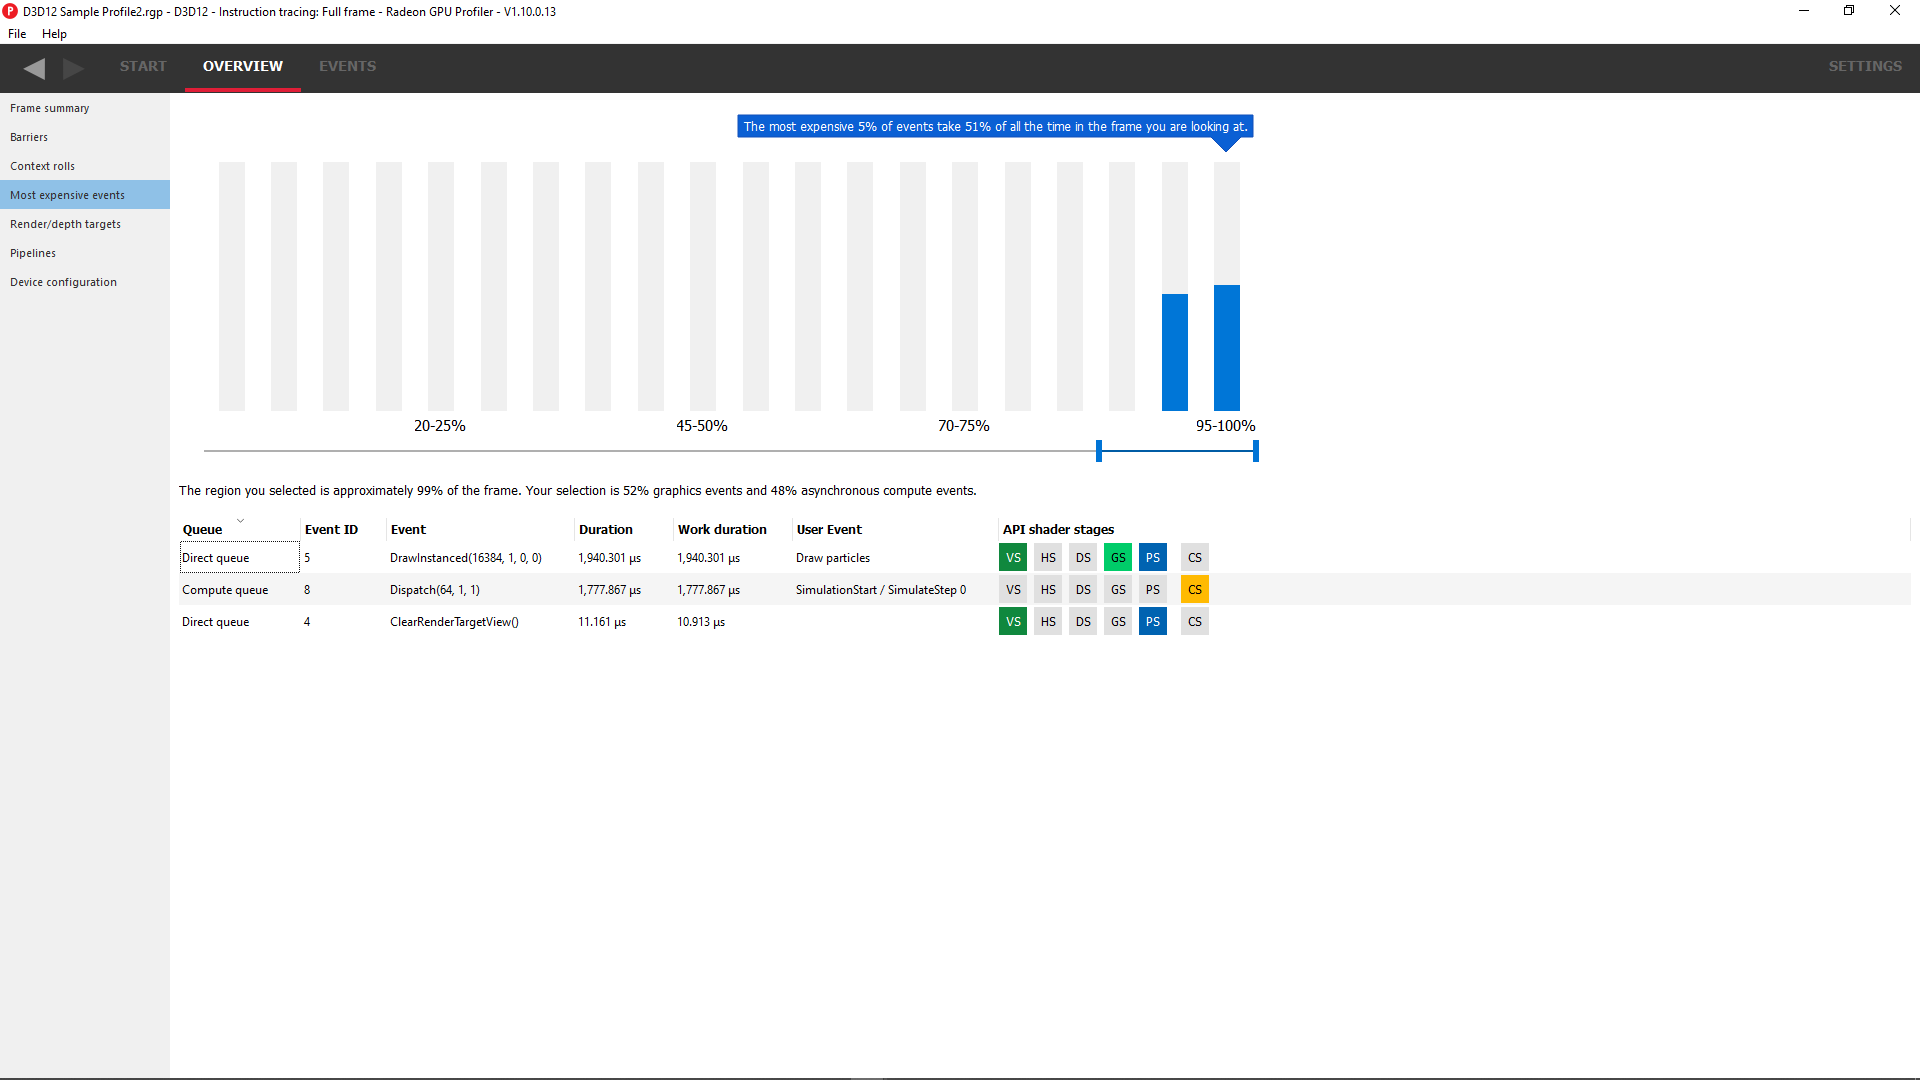 P D3D12 Sample Profile2.rgp - D3D12 - Instruction tracing: Full frame - Radeon GPU Profiler - V1.10.0.13
File Help
START OVERVIEW EVENTS SETTINGS
Frame summary
Barriers
Context rolls
Most expensive events
Render/depth targets
Pipelines
Device configuration
The most expensive 5% of events take 51% of all the time in the frame you are looking at.
20-25% 45-50% 70-75% 95-100%
The region you selected is approximately 99% of the frame. Your selection is 52% graphics events and 48% asynchronous compute events.
Queue Event ID Event Duration Work duration User Event API shader stages
Direct queue 5 DrawInstanced(16384, 1, 0, 0) 1,940.301 µs 1,940.301 µs Draw particles VS HS DS GS PS CS
Compute queue 8 Dispatch(64, 1, 1) 1,777.867 µs 1,777.867 µs SimulationStart / SimulateStep 0 VS HS DS GS PS CS
Direct queue 4 ClearRenderTargetView() 11.161 µs 10.913 µs VS HS DS GS PS CS